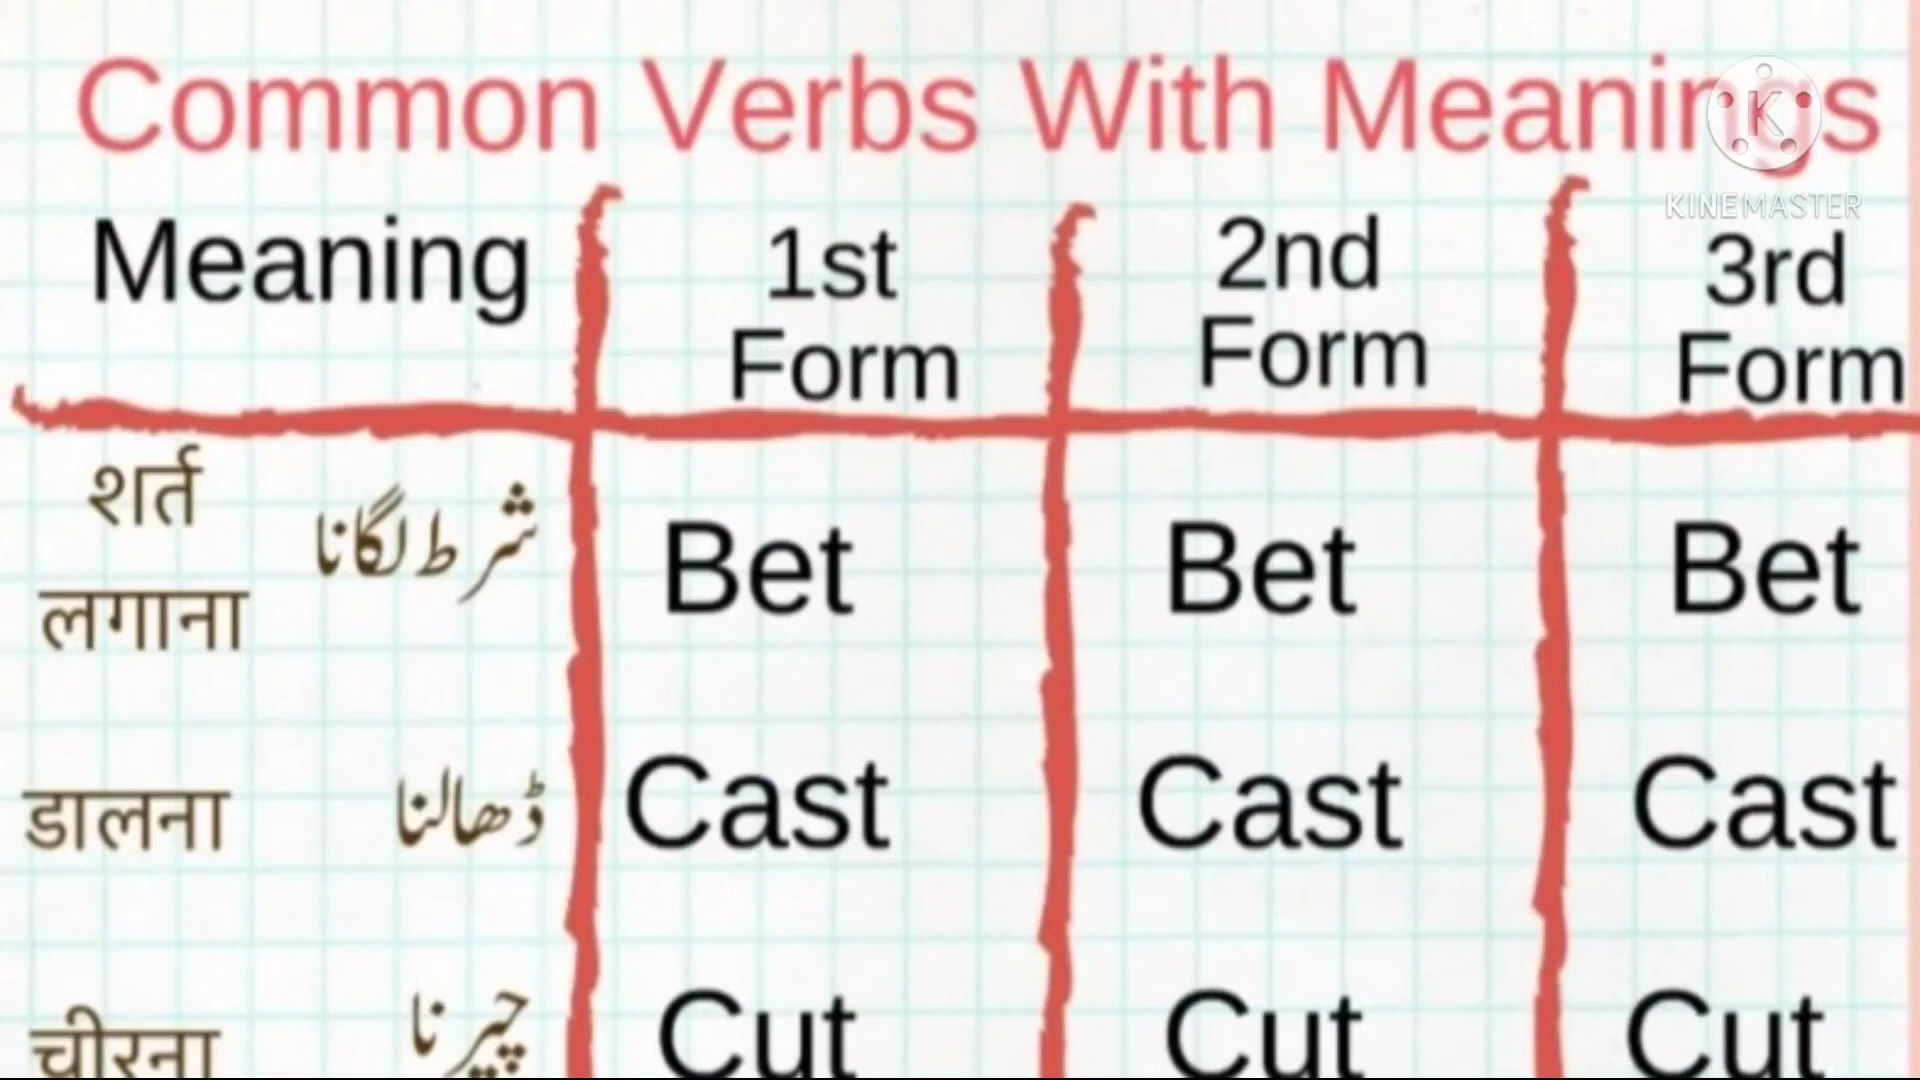 Common Verbs With Meanings
K
KINEMASTER
Meaning
1st
Form
2nd
Form
3rd
Form
शर्त
लगाना
شرط لگانا
Bet
Bet
Bet
डालना
ڈھالنا
Cast
Cast
Cast
चीरना
چیرنا
Cut
Cut
Cut